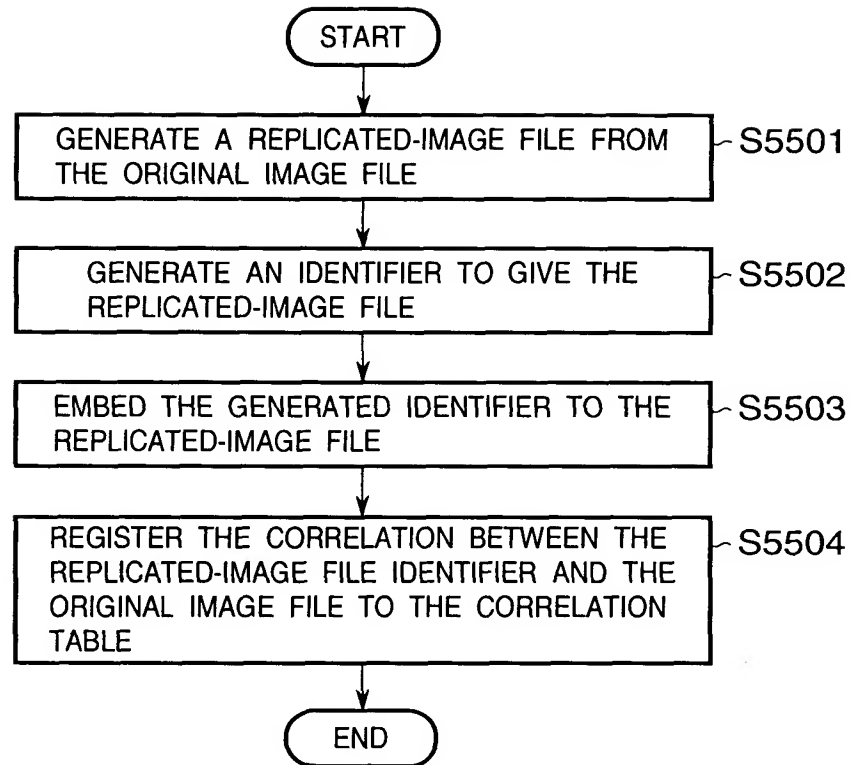 START
GENERATE A REPLICATED-IMAGE FILE FROM
THE ORIGINAL IMAGE FILE
S5501
GENERATE AN IDENTIFIER TO GIVE THE
REPLICATED-IMAGE FILE
S5502
EMBED THE GENERATED IDENTIFIER TO THE
REPLICATED-IMAGE FILE
S5503
REGISTER THE CORRELATION BETWEEN THE
REPLICATED-IMAGE FILE IDENTIFIER AND THE
ORIGINAL IMAGE FILE TO THE CORRELATION
TABLE
S5504
END